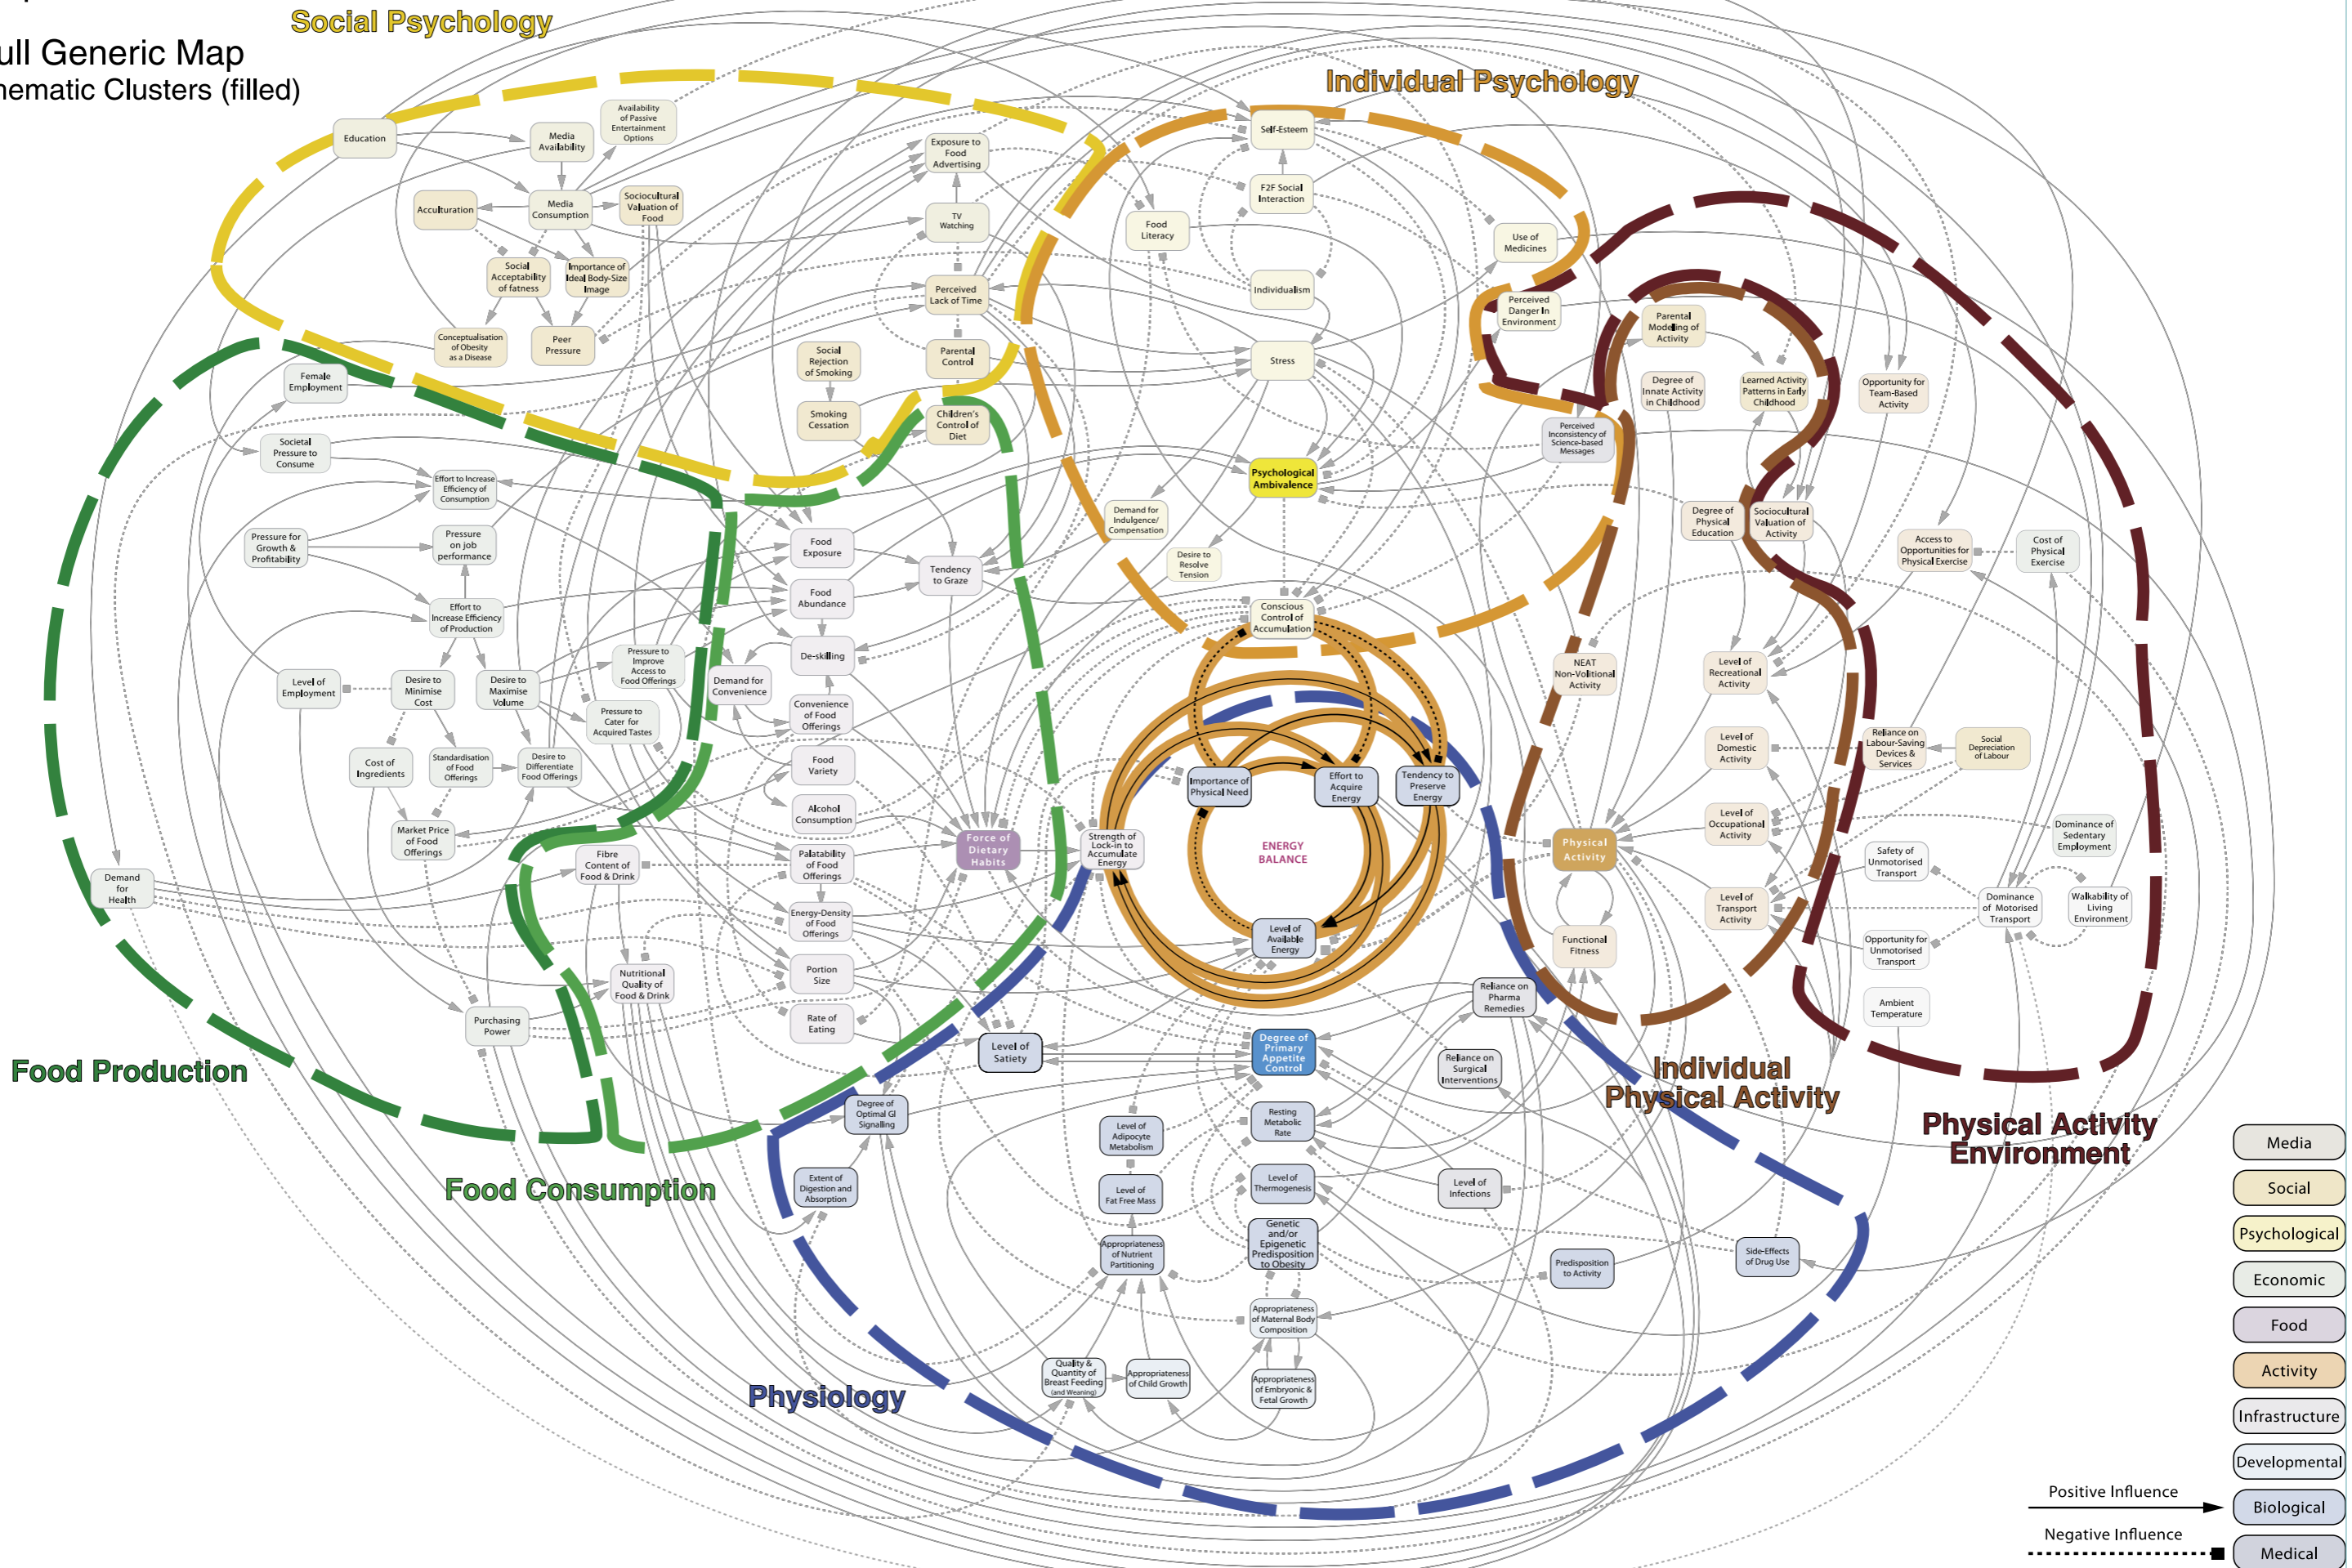 ull Generic Map
hematic Clusters (filled)
Social Psychology
Individual Psychology
Food Production
Food Consumption
Physiology
Individual
Physical Activity
Physical Activity
Environment
Education
Media
Availability
Availability
of Passive
Entertainment
Options
Acculturation
Media
Consumption
Sociocultural
Valuation of
Food
Social
Acceptability
of fatness
Importance of
Ideal Body-Size
Image
Conceptualisation
of Obesity
as a Disease
Peer
Pressure
Exposure to
Food
Advertising
TV
Watching
Perceived
Lack of Time
Parental
Control
Children's
Control of
Diet
Social
Rejection
of Smoking
Smoking
Cessation
Self-Esteem
F2F Social
Interaction
Individualism
Food
Literacy
Stress
Psychological
Ambivalence
Demand for
Indulgence/
Compensation
Desire to
Resolve
Tension
Conscious
Control of
Accumulation
Use of
Medicines
Perceived
Danger In
Environment
Perceived
Inconsistency of
Science-based
Messages
Parental
Modeling of
Activity
Degree of
Innate Activity
in Childhood
Learned Activity
Patterns in Early
Childhood
Opportunity for
Team-Based
Activity
Degree of
Physical
Education
Sociocultural
Valuation of
Activity
Access to
Opportunities for
Physical Exercise
Cost of
Physical
Exercise
Female
Employment
Societal
Pressure to
Consume
Effort to Increase
Efficiency of
Consumption
Pressure for
Growth &
Profitability
Pressure
on job
performance
Effort to
Increase Efficiency
of Production
Level of
Employment
Desire to
Minimise
Cost
Desire to
Maximise
Volume
Pressure to
Improve
Access to
Food Offerings
Pressure to
Cater for
Acquired Tastes
Cost of
Ingredients
Standardisation
of Food
Offerings
Desire to
Differentiate
Food Offerings
Market Price
of Food
Offerings
Demand
for
Health
Purchasing
Power
Fibre
Content of
Food & Drink
Nutritional
Quality of
Food & Drink
Food
Exposure
Food
Abundance
De-skilling
Demand for
Convenience
Convenience
of Food
Offerings
Food
Variety
Alcohol
Consumption
Palatability
of Food
Offerings
Energy-Density
of Food
Offerings
Portion
Size
Rate of
Eating
Tendency
to Graze
Force of
Dietary
Habits
Strength of
Lock-in to
Accumulate
Energy
Importance of
Physical Need
Effort to
Acquire
Energy
Tendency to
Preserve
Energy
ENERGY
BALANCE
Level of
Available
Energy
NEAT
Non-Volitional
Activity
Level of
Recreational
Activity
Level of
Domestic
Activity
Level of
Occupational
Activity
Level of
Transport
Activity
Physical
Activity
Functional
Fitness
Reliance on
Labour-Saving
Devices &
Services
Social
Depreciation
of Labour
Dominance of
Sedentary
Employment
Safety of
Unmotorised
Transport
Dominance
of Motorised
Transport
Walkability of
Living
Environment
Opportunity for
Unmotorised
Transport
Ambient
Temperature
Level of
Satiety
Degree of
Primary
Appetite
Control
Reliance on
Pharma
Remedies
Reliance on
Surgical
Interventions
Degree of
Optimal GI
Signalling
Extent of
Digestion and
Absorption
Level of
Adipocyte
Metabolism
Level of
Fat Free Mass
Appropriateness
of Nutrient
Partitioning
Resting
Metabolic
Rate
Level of
Thermogenesis
Genetic
and/or
Epigenetic
Predisposition
to Obesity
Level of
Infections
Predisposition
to Activity
Side-Effects
of Drug Use
Appropriateness
of Maternal Body
Composition
Quality &
Quantity of
Breast Feeding
(and Weaning)
Appropriateness
of Child Growth
Appropriateness
of Embryonic &
Fetal Growth
Media
Social
Psychological
Economic
Food
Activity
Infrastructure
Developmental
Biological
Medical
Positive Influence
Negative Influence